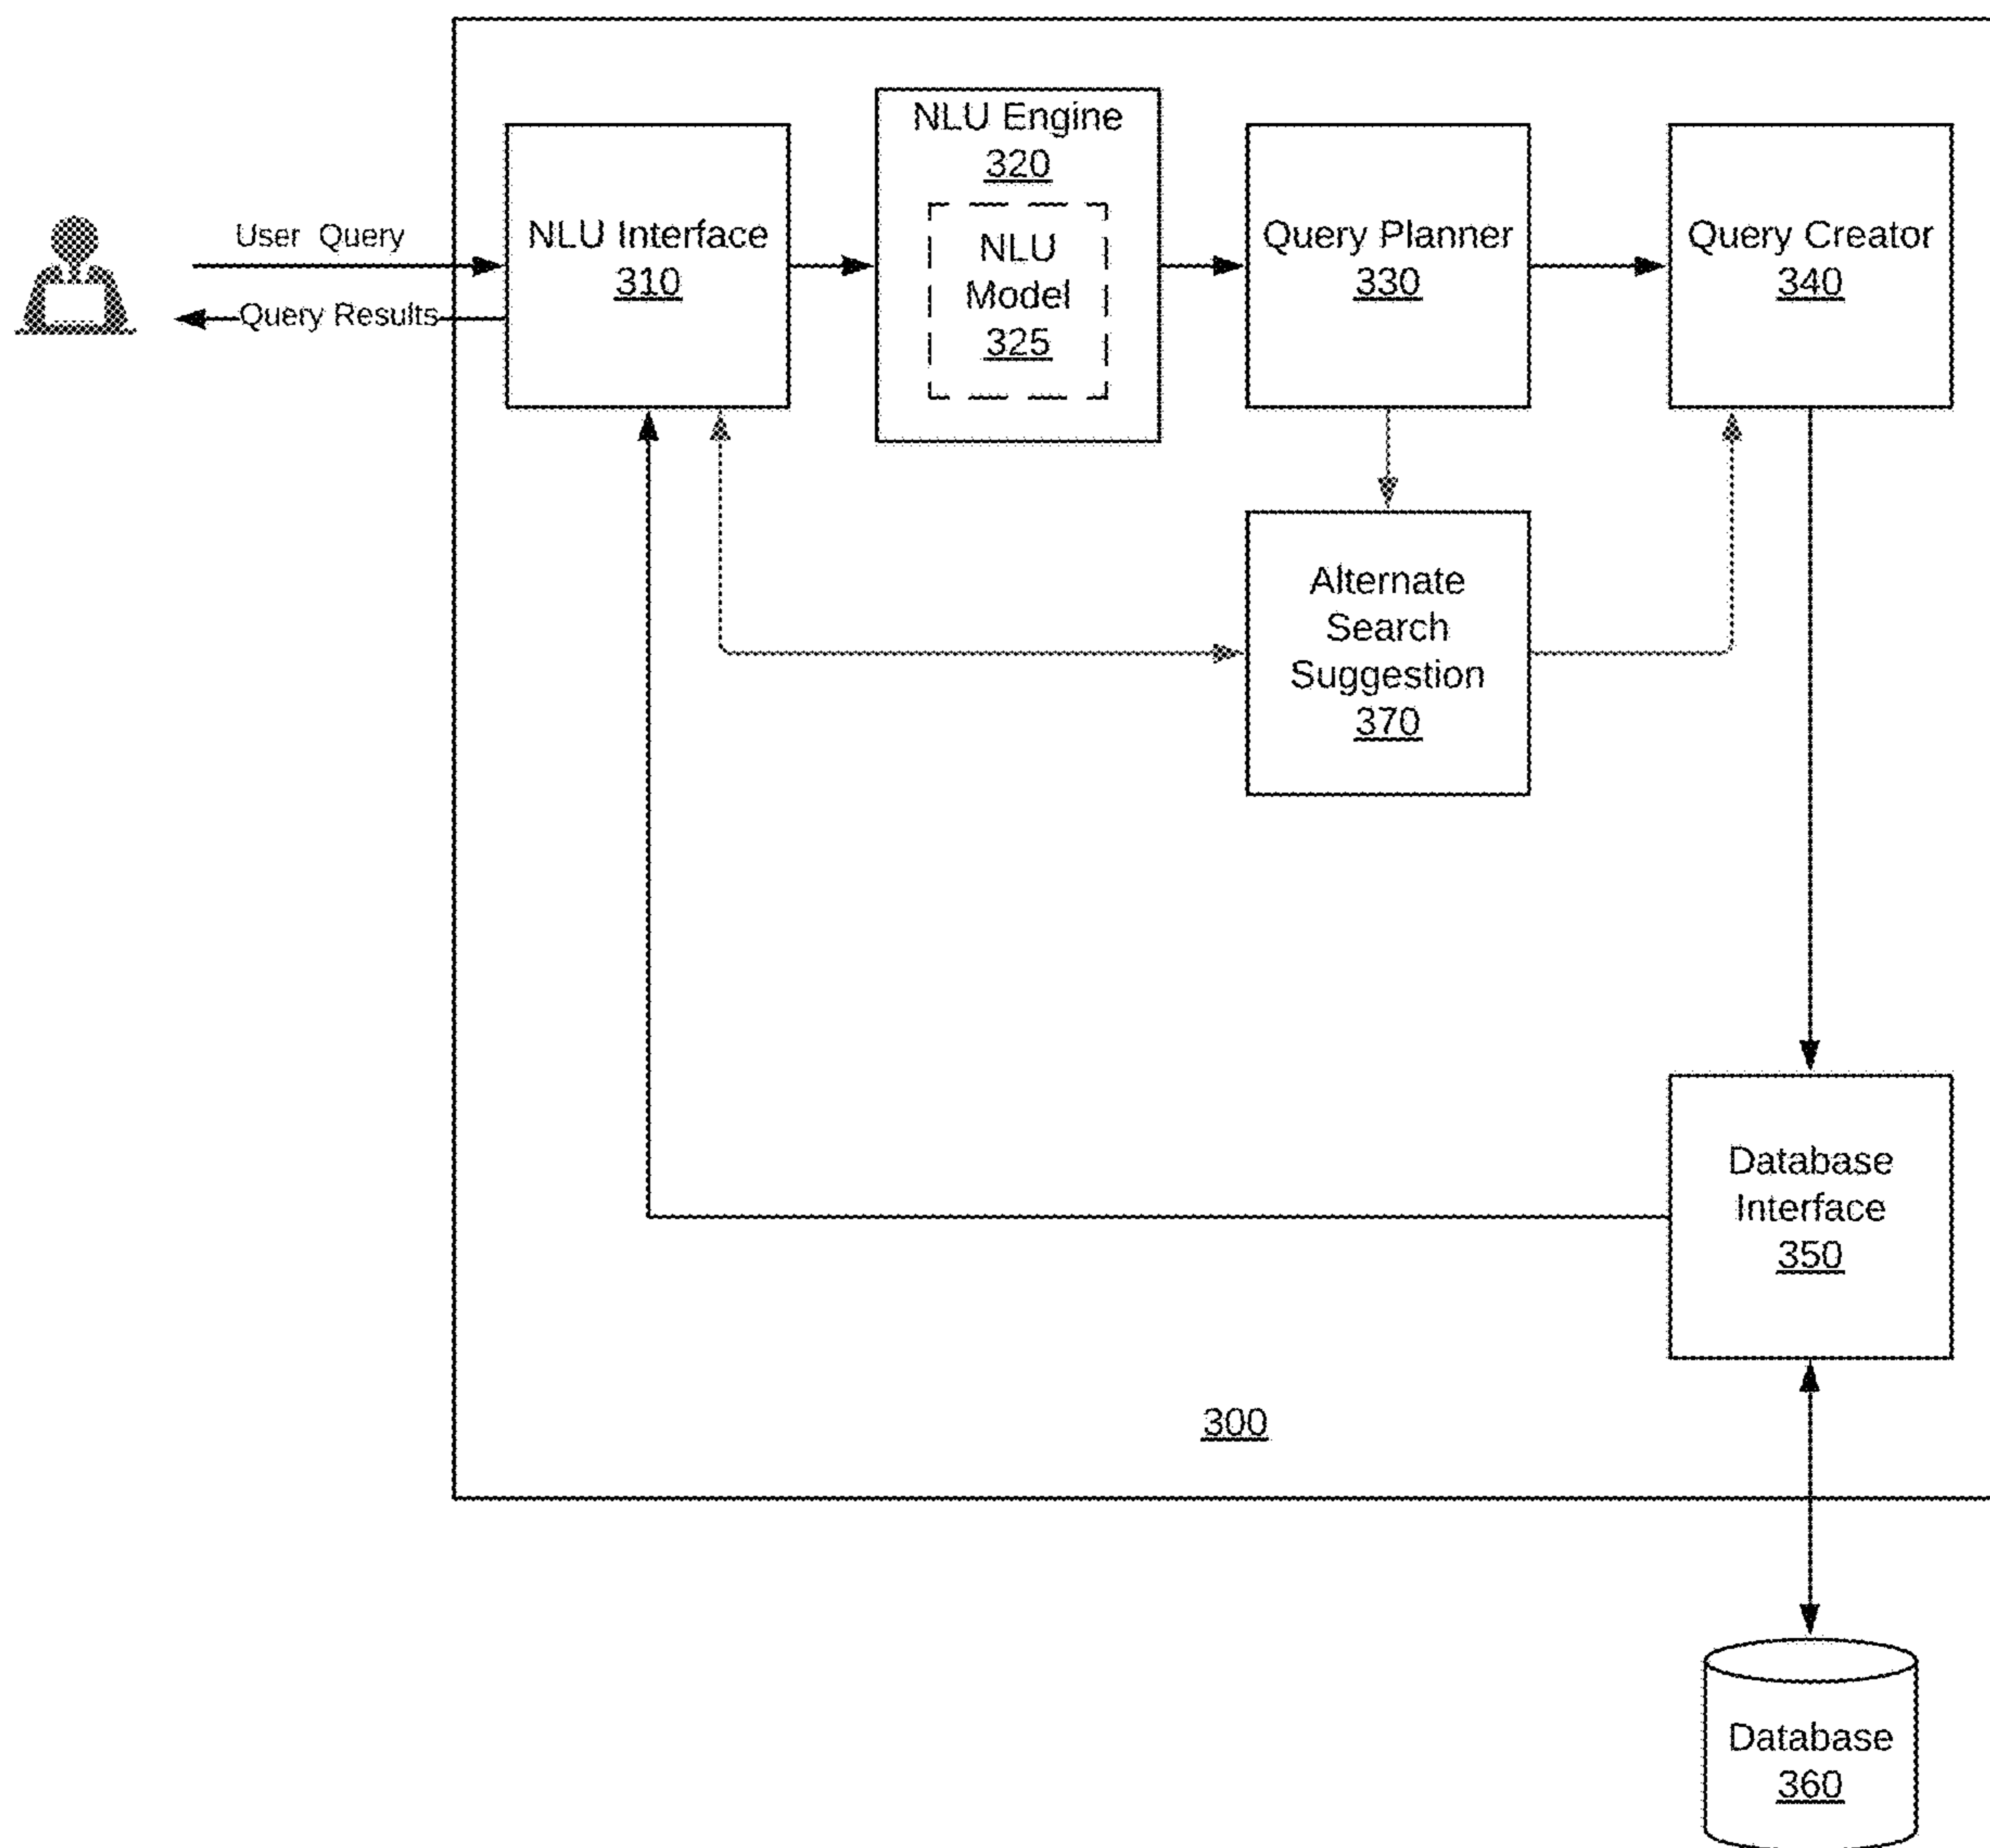 NLU Engine
320
NLU
Model
325
User Query
Query Results
NLU Interface
310
Query Planner
330
Query Creator
340
Alternate
Search
Suggestion
370
Database
Interface
350
300
Database
360